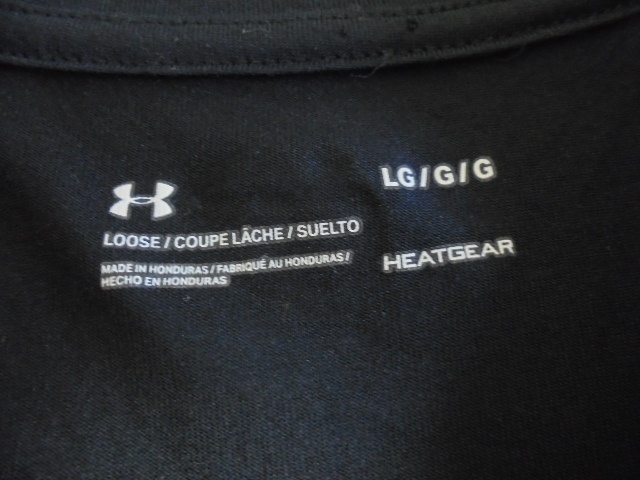 LG/G/G
LOOSE / COUPE LÂCHE / SUELTO
MADE IN HONDURAS / FABRIQUÉ AU HONDURAS /
HECHO EN HONDURAS
HEATGEAR